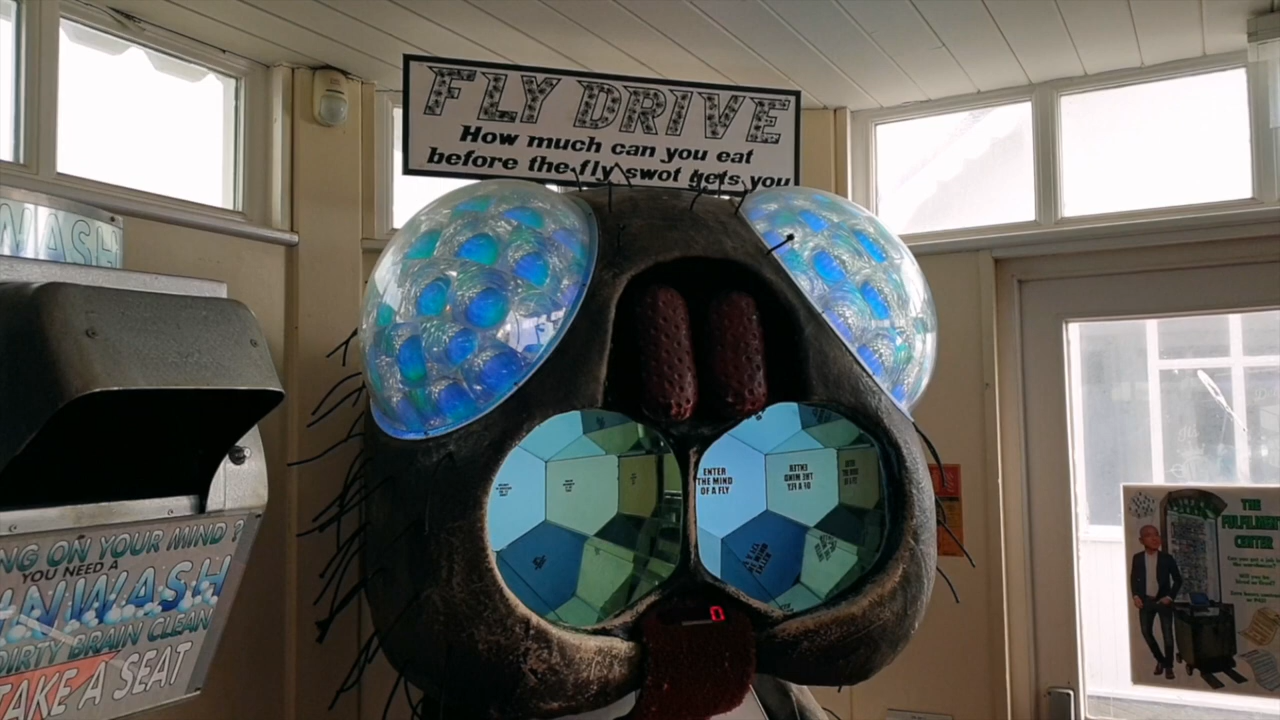 FLY DRIVE
How much can you eat
before the fly swot gets you
WASH
NG ON YOUR MIND?
YOU NEED A
INWASH
DIRTY BRAIN CLEAN
TAKE A SEAT
ENTER
THE MIND
OF A FLY
ENTER
THE MIND
OF A FLY
0
THE
FULFILMENT
CENTER